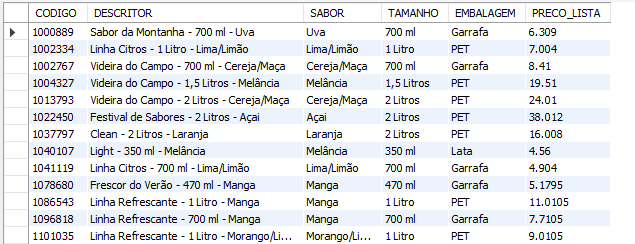 CODIGO DESCRITOR SABOR TAMANHO EMBALAGEM PRECO_LISTA
1000889 Sabor da Montanha - 700 ml - Uva Uva 700 ml Garrafa 6.309
1002334 Linha Citros - 1 Litro - Lima/Limão Lima/Limão 1 Litro PET 7.004
1002767 Videira do Campo - 700 ml - Cereja/Maça Cereja/Maça 700 ml Garrafa 8.41
1004327 Videira do Campo - 1,5 Litros - Melância Melância 1,5 Litros PET 19.51
1013793 Videira do Campo - 2 Litros - Cereja/Maça Cereja/Maça 2 Litros PET 24.01
1022450 Festival de Sabores - 2 Litros - Açai Açai 2 Litros PET 38.012
1037797 Clean - 2 Litros - Laranja Laranja 2 Litros PET 16.008
1040107 Light - 350 ml - Melância Melância 350 ml Lata 4.56
1041119 Linha Citros - 700 ml - Lima/Limão Lima/Limão 700 ml Garrafa 4.904
1078680 Frescor do Verão - 470 ml - Manga Manga 470 ml Garrafa 5.1795
1086543 Linha Refrescante - 1 Litro - Manga Manga 1 Litro PET 11.0105
1096818 Linha Refrescante - 700 ml - Manga Manga 700 ml Garrafa 7.7105
1101035 Linha Refrescante - 1 Litro - Morango/Li... Morango/Li... 1 Litro PET 9.0105